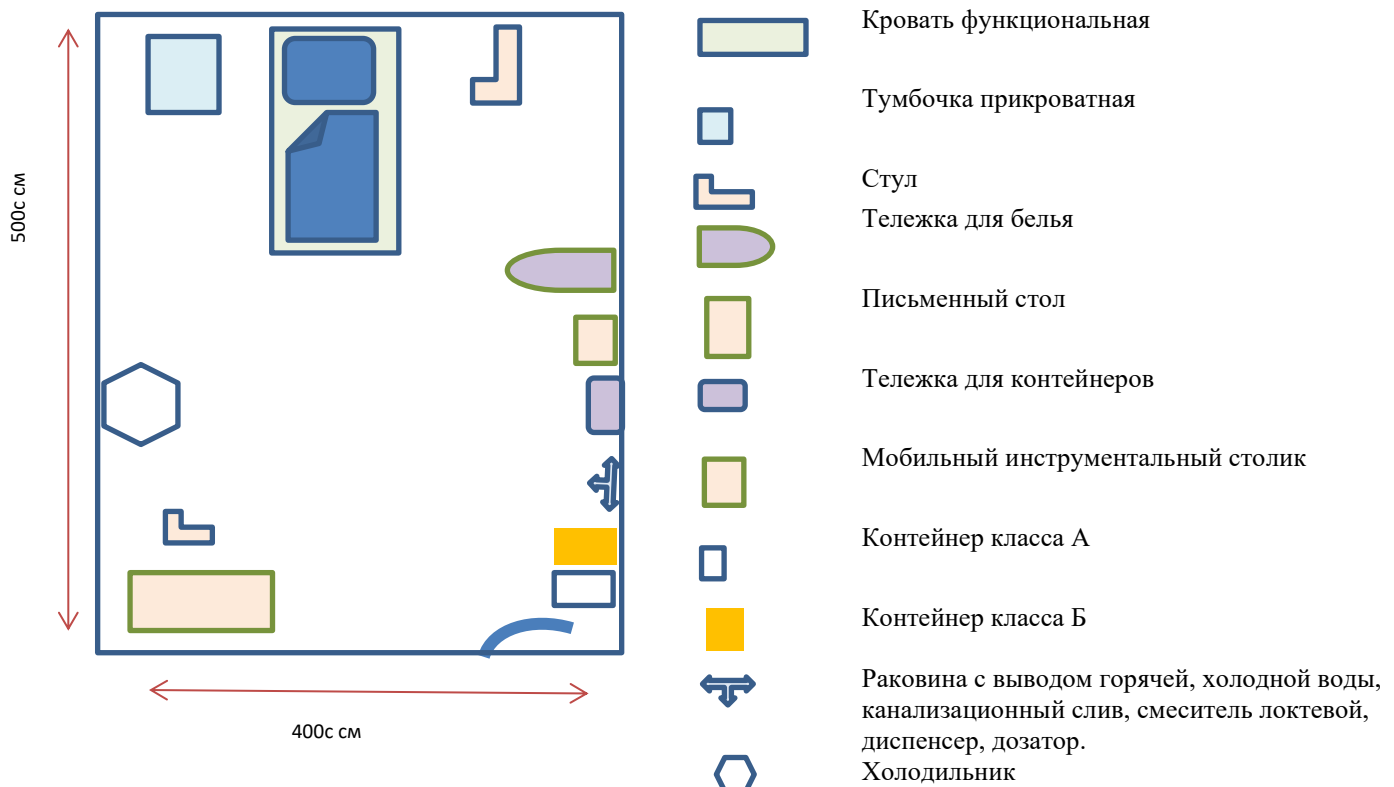 500с см
400с см
Кровать функциональная
Тумбочка прикроватная
Стул
Тележка для белья
Письменный стол
Тележка для контейнеров
Мобильный инструментальный столик
Контейнер класса А
Контейнер класса Б
Раковина с выводом горячей, холодной воды,
канализационный слив, смеситель локтевой,
диспенсер, дозатор.
Холодильник